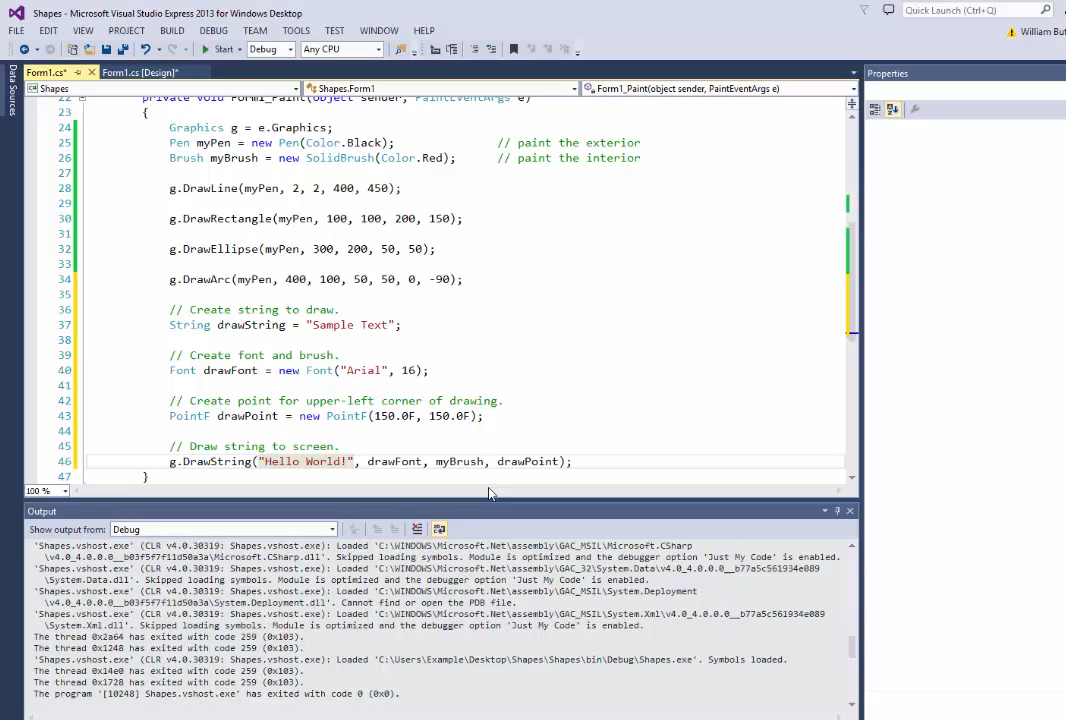 Shapes - Microsoft Visual Studio Express 2013 for Windows Desktop
Quick Launch (Ctrl+Q)
FILE EDIT VIEW PROJECT BUILD DEBUG TEAM TOOLS TEST WINDOW HELP
William But
Start Debug Any CPU
Data Sources
Form1.cs* Form1.cs [Design]*
Properties
Shapes Shapes.Form1 Form1_Paint(object sender, PaintEventArgs e)
22 private void Form1_Paint(object sender, PaintEventArgs e)
23 {
24 Graphics g = e.Graphics;
25 Pen myPen = new Pen(Color.Black); // paint the exterior
26 Brush myBrush = new SolidBrush(Color.Red); // paint the interior
27
28 g.DrawLine(myPen, 2, 2, 400, 450);
29
30 g.DrawRectangle(myPen, 100, 100, 200, 150);
31
32 g.DrawEllipse(myPen, 300, 200, 50, 50);
33
34 g.DrawArc(myPen, 400, 100, 50, 50, 0, -90);
35
36 // Create string to draw.
37 String drawString = "Sample Text";
38
39 // Create font and brush.
40 Font drawFont = new Font("Arial", 16);
41
42 // Create point for upper-left corner of drawing.
43 PointF drawPoint = new PointF(150.0F, 150.0F);
44
45 // Draw string to screen.
46 g.DrawString("Hello World!", drawFont, myBrush, drawPoint);
47 }
100 %
Output
Show output from: Debug
'Shapes.vshost.exe' (CLR v4.0.30319: Shapes.vshost.exe): Loaded 'C:\WINDOWS\Microsoft.Net\assembly\GAC_MSIL\Microsoft.CSharp
\v4.0_4.0.0.0__b03f5f7f11d50a3a\Microsoft.CSharp.dll'. Skipped loading symbols. Module is optimized and the debugger option 'Just My Code' is enabled.
'Shapes.vshost.exe' (CLR v4.0.30319: Shapes.vshost.exe): Loaded 'C:\WINDOWS\Microsoft.Net\assembly\GAC_32\System.Data\v4.0_4.0.0.0__b77a5c561934e089
\System.Data.dll'. Skipped loading symbols. Module is optimized and the debugger option 'Just My Code' is enabled.
'Shapes.vshost.exe' (CLR v4.0.30319: Shapes.vshost.exe): Loaded 'C:\WINDOWS\Microsoft.Net\assembly\GAC_MSIL\System.Deployment
\v4.0_4.0.0.0__b03f5f7f11d50a3a\System.Deployment.dll'. Cannot find or open the PDB file.
'Shapes.vshost.exe' (CLR v4.0.30319: Shapes.vshost.exe): Loaded 'C:\WINDOWS\Microsoft.Net\assembly\GAC_MSIL\System.Xml\v4.0_4.0.0.0__b77a5c561934e089
\System.Xml.dll'. Skipped loading symbols. Module is optimized and the debugger option 'Just My Code' is enabled.
The thread 0x2a64 has exited with code 259 (0x103).
The thread 0x1248 has exited with code 259 (0x103).
'Shapes.vshost.exe' (CLR v4.0.30319: Shapes.vshost.exe): Loaded 'C:\Users\Example\Desktop\Shapes\Shapes\bin\Debug\Shapes.exe'. Symbols loaded.
The thread 0x14e0 has exited with code 259 (0x103).
The thread 0x1728 has exited with code 259 (0x103).
The program '[10248] Shapes.vshost.exe' has exited with code 0 (0x0).